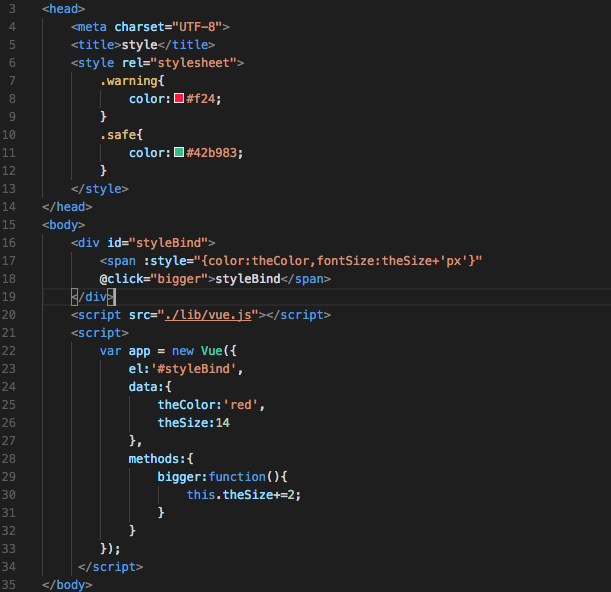 3 <head>
4     <meta charset="UTF-8">
5     <title>style</title>
6     <style rel="stylesheet">
7         .warning{
8             color:#f24;
9         }
10         .safe{
11             color:#42b983;
12         }
13     </style>
14 </head>
15 <body>
16     <div id="styleBind">
17         <span :style="{color:theColor,fontSize:theSize+'px'}"
18         @click="bigger">styleBind</span>
19     </div>
20     <script src="./lib/vue.js"></script>
21     <script>
22         var app = new Vue({
23             el:'#styleBind',
24             data:{
25                 theColor:'red',
26                 theSize:14
27             },
28             methods:{
29                 bigger:function(){
30                     this.theSize+=2;
31                 }
32             }
33         });
34      </script>
35 </body>